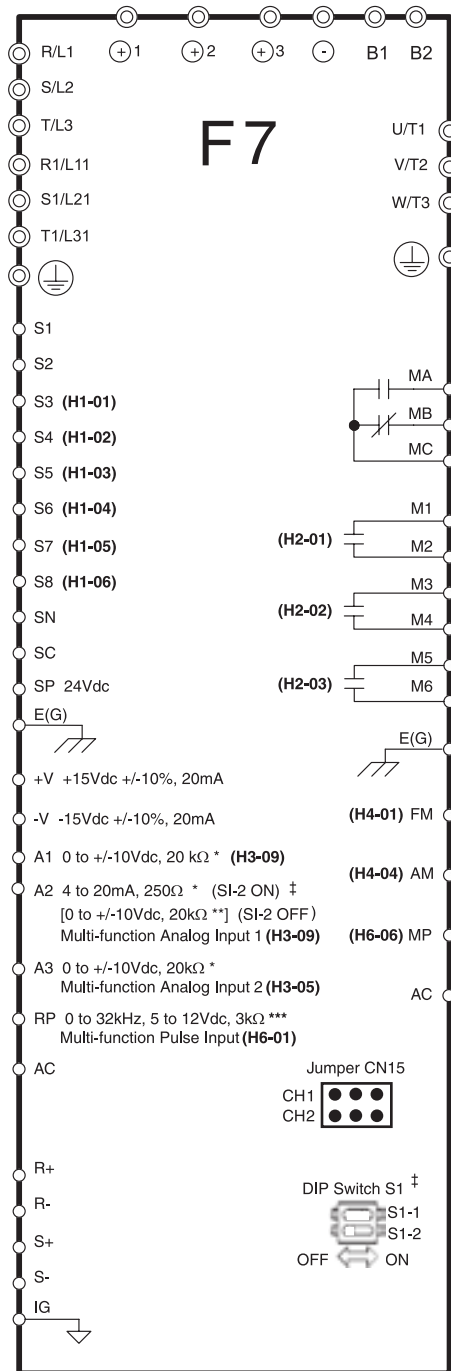 R/L1
+ 1
+ 2
+ 3
-
B1
B2
S/L2
T/L3
F7
U/T1
R1/L11
V/T2
S1/L21
W/T3
T1/L31
S1
S2
S3 (H1-01)
S4 (H1-02)
S5 (H1-03)
S6 (H1-04)
S7 (H1-05)
S8 (H1-06)
SN
SC
SP 24Vdc
E(G)
MA
MB
MC
M1
(H2-01)
M2
M3
(H2-02)
M4
M5
(H2-03)
M6
E(G)
+V +15Vdc +/-10%, 20mA
-V -15Vdc +/-10%, 20mA
A1 0 to +/-10Vdc, 20 kΩ * (H3-09)
A2 4 to 20mA, 250Ω * (SI-2 ON) ‡
[0 to +/-10Vdc, 20kΩ **] (SI-2 OFF)
Multi-function Analog Input 1 (H3-09)
A3 0 to +/-10Vdc, 20kΩ *
Multi-function Analog Input 2 (H3-05)
RP 0 to 32kHz, 5 to 12Vdc, 3kΩ ***
Multi-function Pulse Input (H6-01)
AC
(H4-01) FM
(H4-04) AM
(H6-06) MP
AC
Jumper CN15
CH1
CH2
R+
R-
S+
S-
IG
DIP Switch S1 ‡
S1-1
S1-2
OFF
ON